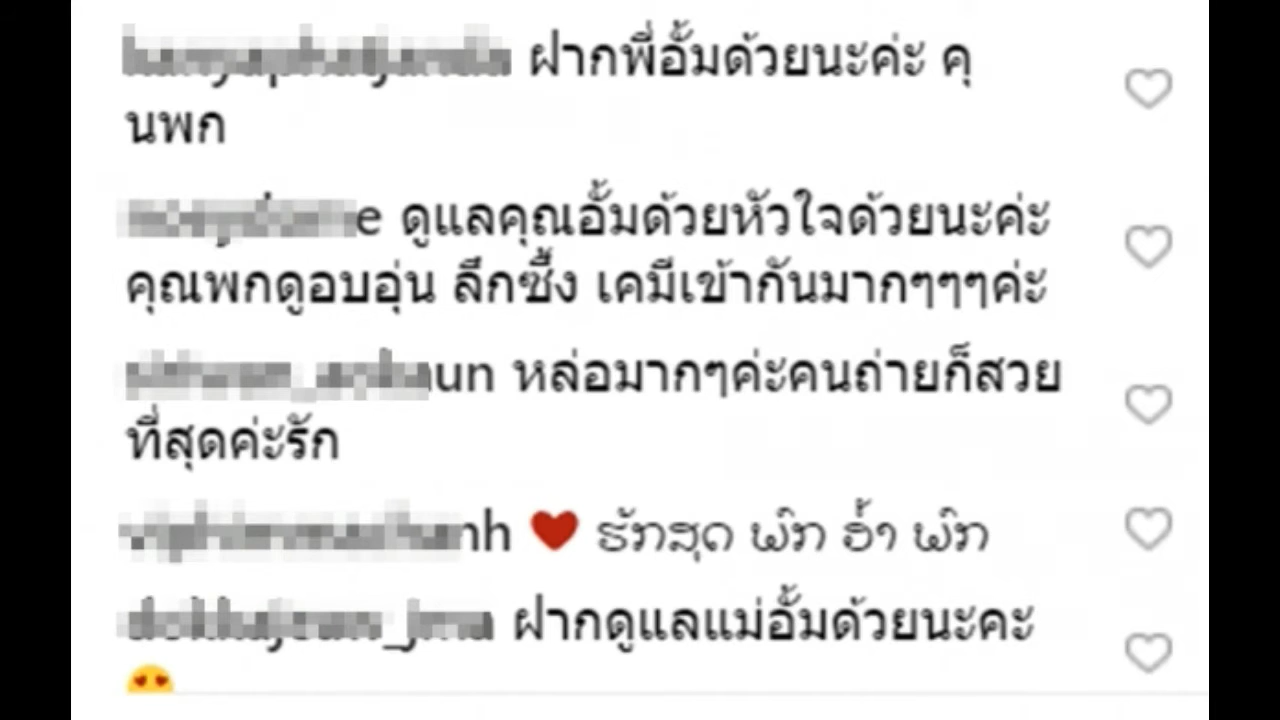 ฝากพี่อั้มด้วยนะค่ะ คุ
นพก
e ดูแลคุณอั้มด้วยหัวใจด้วยนะค่ะ
คุณพกดูอบอุ่น ลึกซึ้ง เคมีเข้ากันมากๆๆๆค่ะ
un หล่อมากๆค่ะคนถ่ายก็สวย
ที่สุดค่ะรัก
nh ❤️ ຮັກສຸດ ພົກ ອ້ຳ ພົກ
ฝากดูแลแม่อั้มด้วยนะคะ
😍